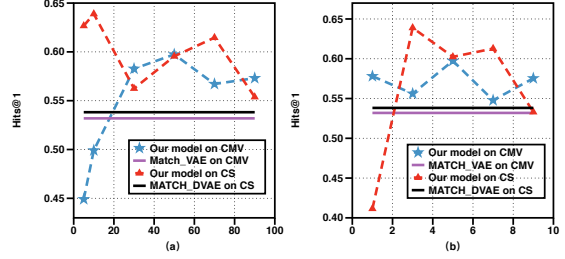 0.65
0.60
0.55
0.50
0.45
Hits@1
Our model on CMV
Match_VAE on CMV
Our model on CS
MATCH_DVAE on CS
0 20 40 60 80 100
(a)
0.65
0.60
0.55
0.50
0.45
0.40
Hits@1
Our model on CMV
MATCH_VAE on CMV
Our model on CS
MATCH_DVAE on CS
0 2 4 6 8 10
(b)